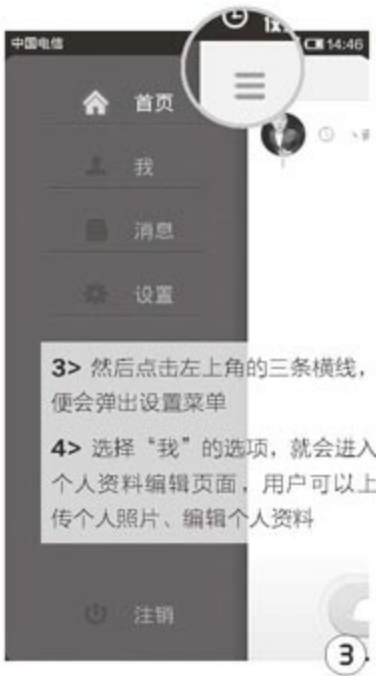 中国电信
14:46
首页
我
消息
设置
3> 然后点击左上角的三条横线，
便会弹出设置菜单
4> 选择“我”的选项，就会进入
个人资料编辑页面，用户可以上
传个人照片、编辑个人资料
注销
3